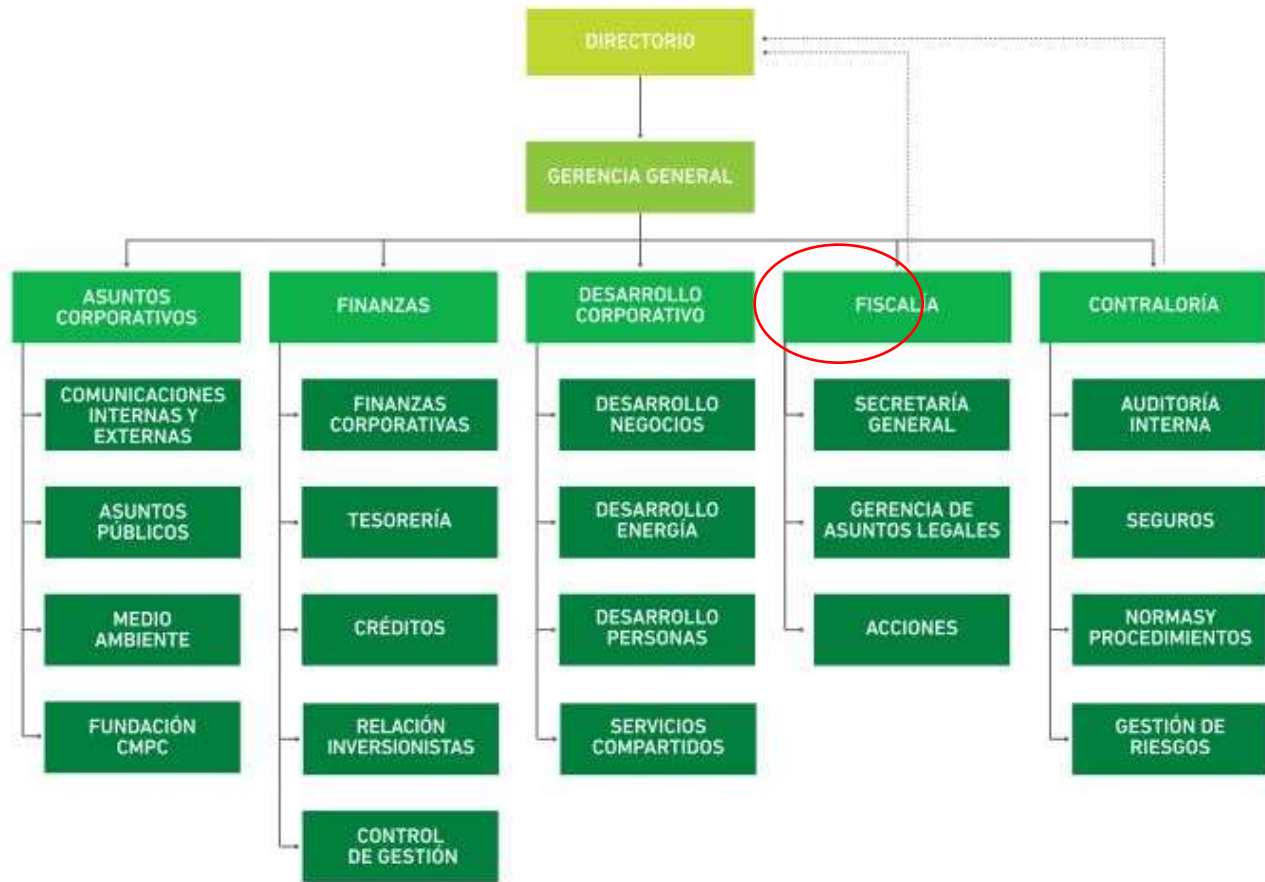 DIRECTORIO
GERENCIA GENERAL
ASUNTOS
CORPORATIVOS
FINANZAS
DESARROLLO
CORPORATIVO
FISCALÍA
CONTRALORÍA
COMUNICACIONES
INTERNAS Y
EXTERNAS
FINANZAS
CORPORATIVAS
DESARROLLO
NEGOCIOS
SECRETARÍA
GENERAL
AUDITORÍA
INTERNA
ASUNTOS
PÚBLICOS
TESORERÍA
DESARROLLO
ENERGÍA
GERENCIA DE
ASUNTOS LEGALES
SEGUROS
MEDIO
AMBIENTE
CRÉDITOS
DESARROLLO
PERSONAS
ACCIONES
NORMASY
PROCEDIMIENTOS
FUNDACIÓN
CMPC
RELACIÓN
INVERSIONISTAS
SERVICIOS
COMPARTIDOS
GESTIÓN DE
RIESGOS
CONTROL
DE GESTIÓN